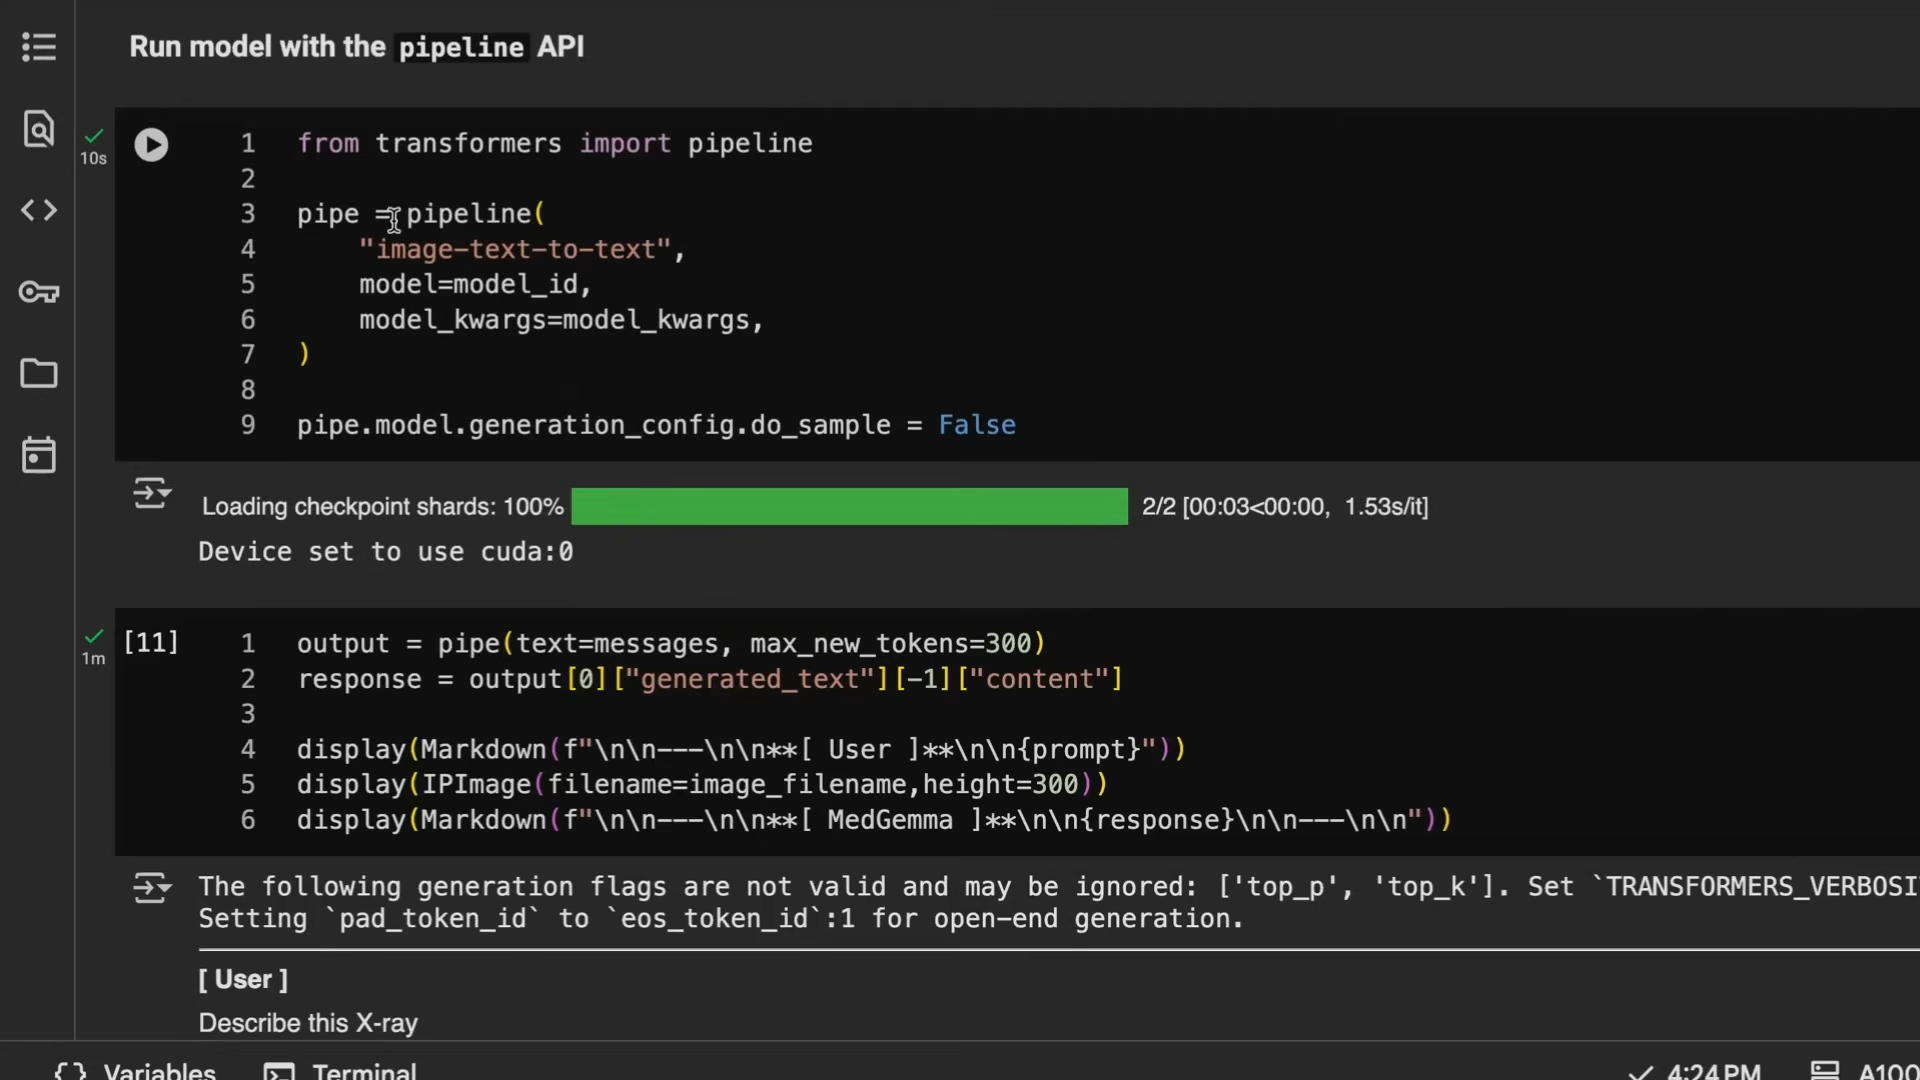 Run model with the pipeline API
10s
1 from transformers import pipeline
2
3 pipe = pipeline(
4     "image-text-to-text",
5     model=model_id,
6     model_kwargs=model_kwargs,
7 )
8
9 pipe.model.generation_config.do_sample = False
Loading checkpoint shards: 100% 2/2 [00:03<00:00, 1.53s/it]
Device set to use cuda:0
1m
[11] 1 output = pipe(text=messages, max_new_tokens=300)
2 response = output[0]["generated_text"][-1]["content"]
3
4 display(Markdown(f"\n\n---\n\n**[ User ]**\n\n{prompt}"))
5 display(IPImage(filename=image_filename,height=300))
6 display(Markdown(f"\n\n---\n\n**[ MedGemma ]**\n\n{response}\n\n---\n\n"))
The following generation flags are not valid and may be ignored: ['top_p', 'top_k']. Set `TRANSFORMERS_VERBOSI
Setting `pad_token_id` to `eos_token_id`:1 for open-end generation.
[ User ]
Describe this X-ray
Variables Terminal 4:24 PM A100